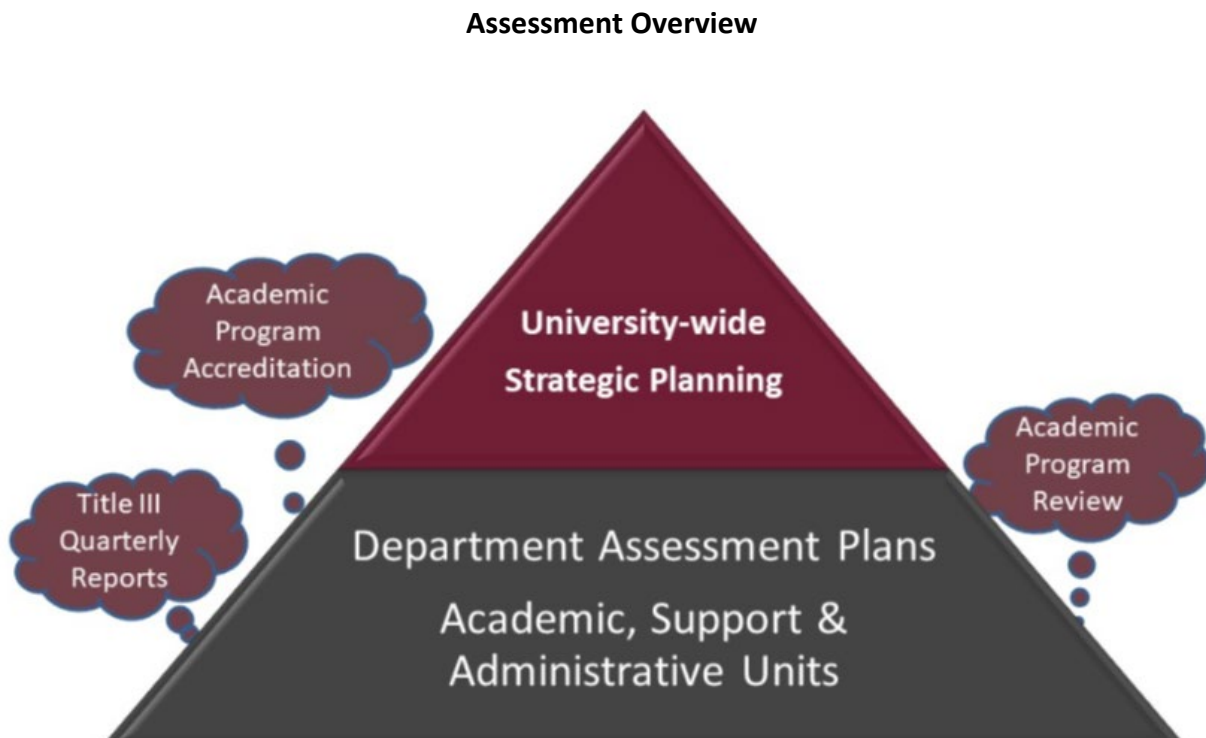 Assessment Overview
University-wide
Strategic Planning
Academic
Program
Accreditation
Title III
Quarterly
Reports
Academic
Program
Review
Department Assessment Plans
Academic, Support &
Administrative Units